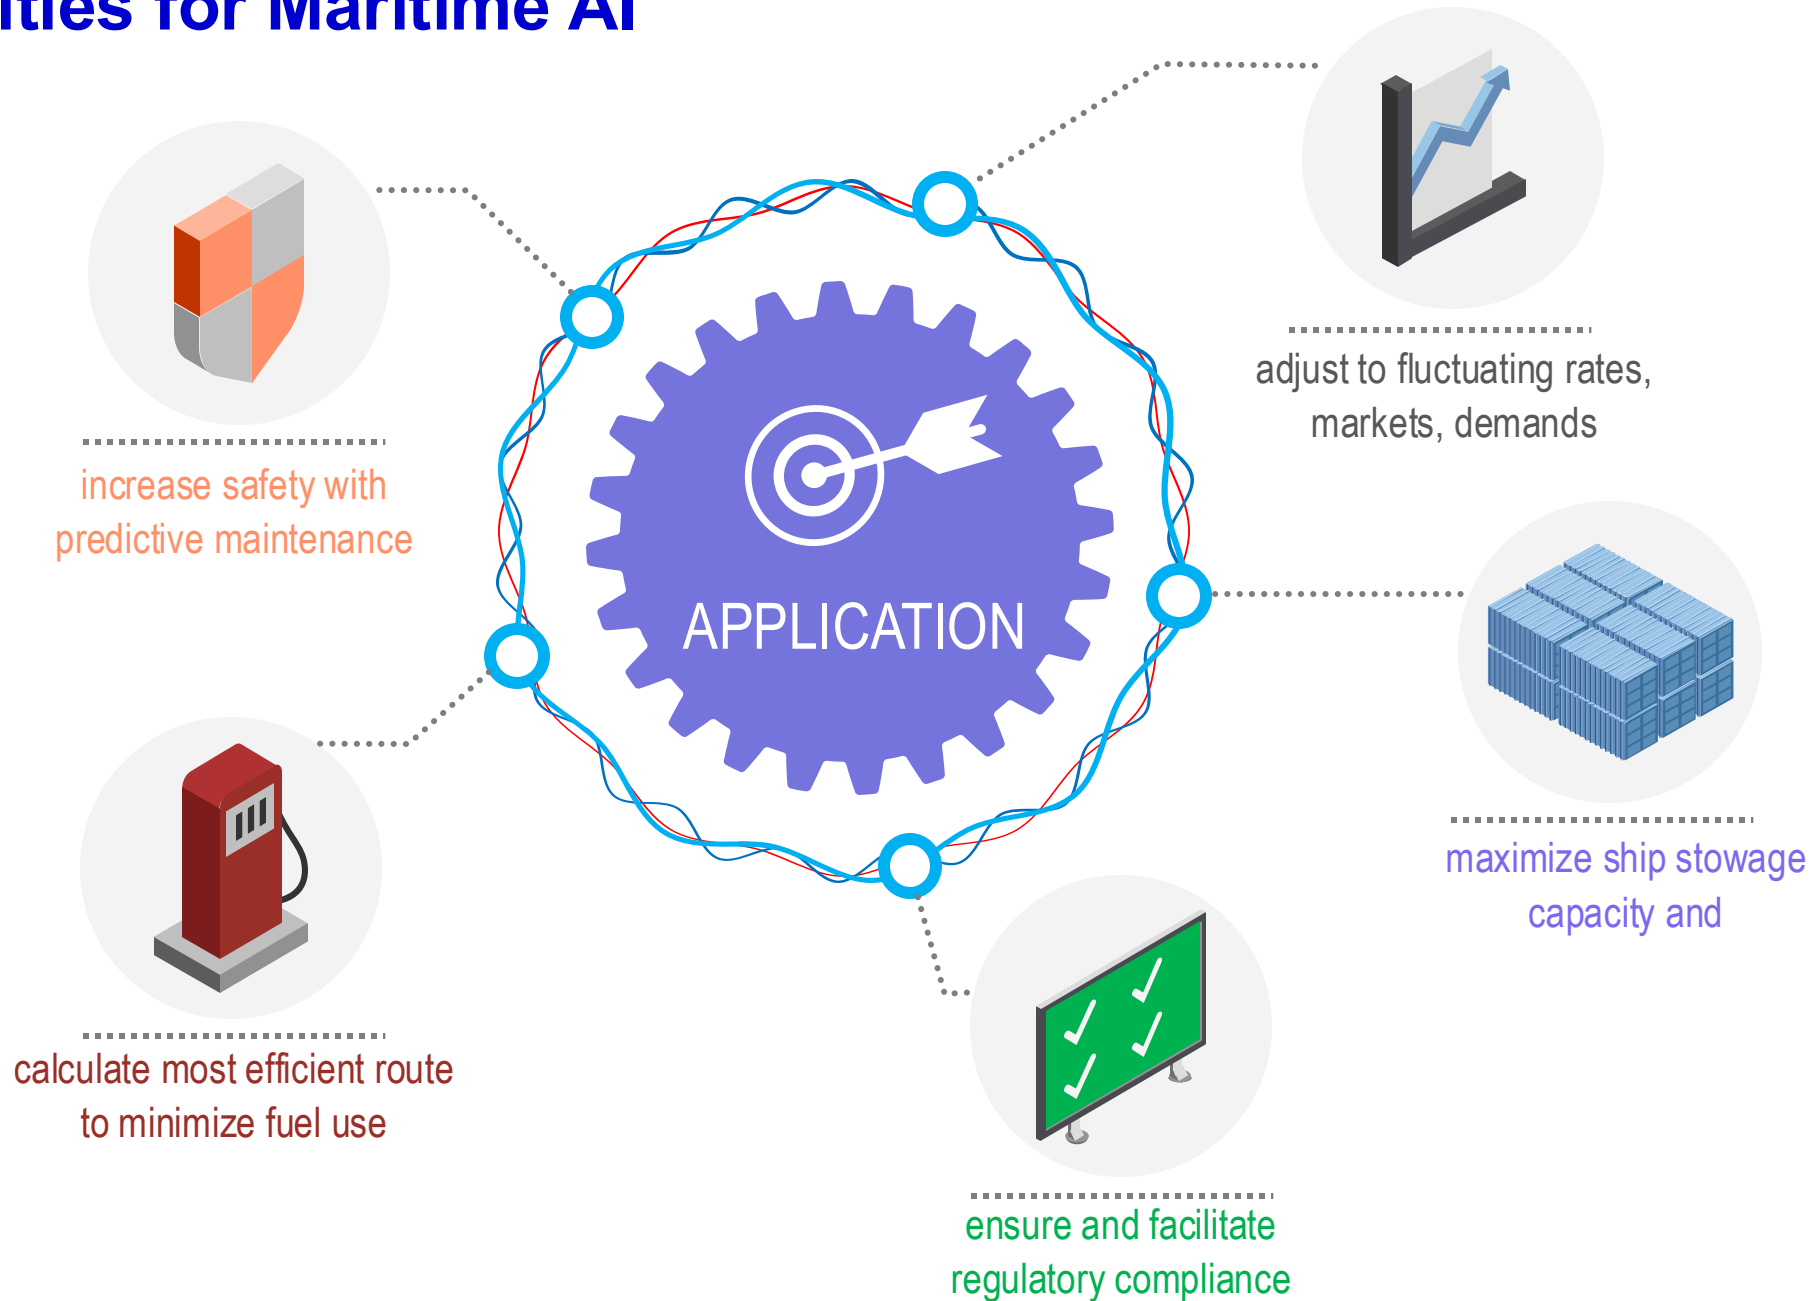 for Maritime AI
adjust to fluctuating rates,
markets, demands
increase safety with
predictive maintenance
APPLICATION
maximize ship stowage
capacity and
calculate most efficient route
to minimize fuel use
ensure and facilitate
regulatory compliance